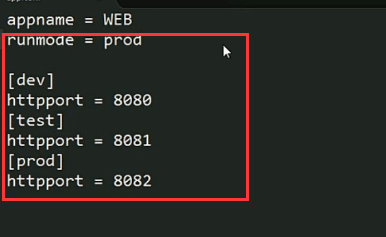 appname = WEB
runmode = prod
[dev]
httpport = 8080
[test]
httpport = 8081
[prod]
httpport = 8082